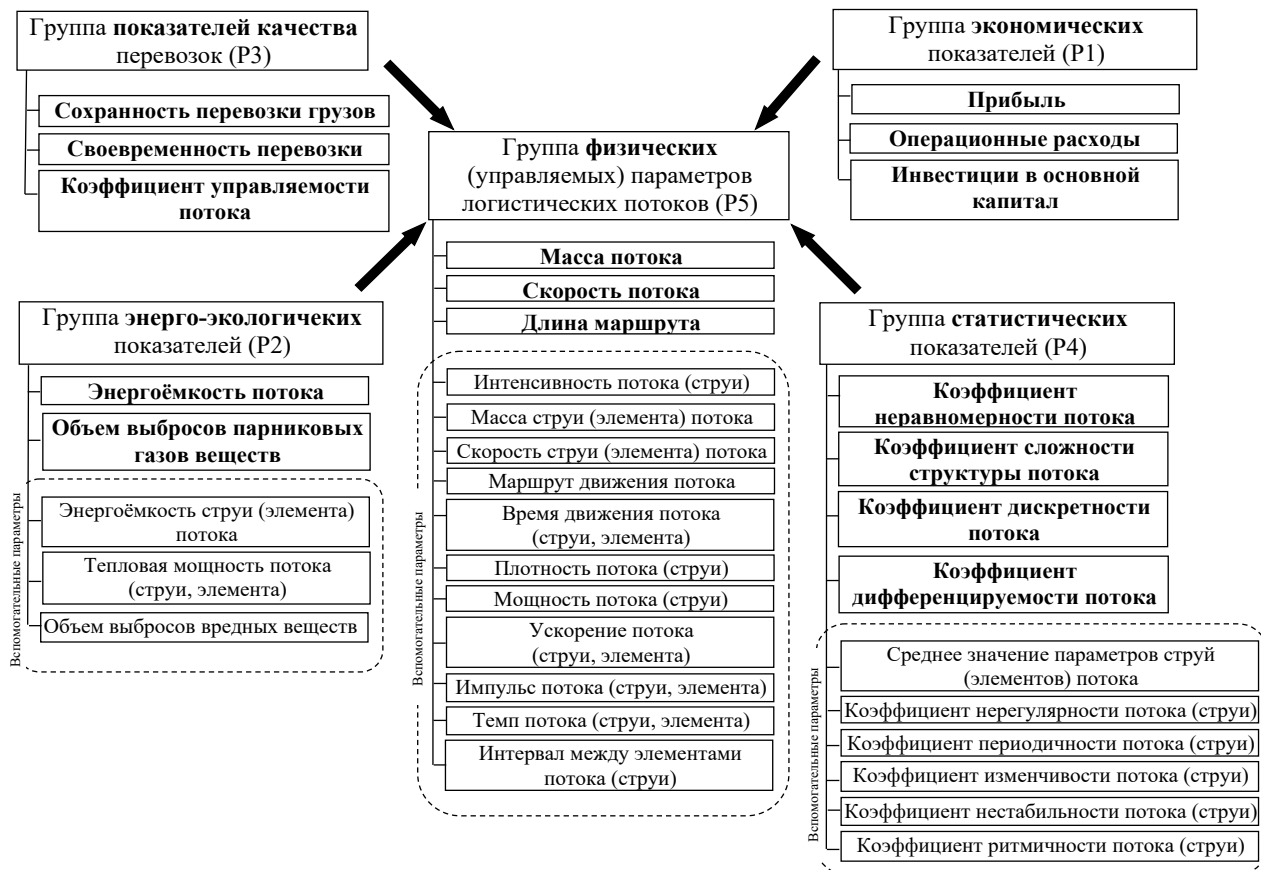 Группа показателей качества
перевозок (P3)
Сохранность перевозки грузов
Своевременность перевозки
Коэффициент управляемости
потока
Группа экономических
показателей (P1)
Прибыль
Операционные расходы
Инвестиции в основной
капитал
Группа физических
(управляемых) параметров
логистических потоков (P5)
Масса потока
Скорость потока
Длина маршрута
Интенсивность потока (струи)
Масса струи (элемента) потока
Скорость струи (элемента) потока
Маршрут движения потока
Время движения потока
(струи, элемента)
Плотность потока (струи)
Мощность потока (струи)
Ускорение потока
(струи, элемента)
Импульс потока (струи, элемента)
Темп потока (струи, элемента)
Интервал между элементами
потока (струи)
Вспомогательные параметры
Группа энерго-экологичеких
показателей (P2)
Энергоёмкость потока
Объем выбросов парниковых
газов веществ
Энергоёмкость струи (элемента)
потока
Тепловая мощность потока
(струи, элемента)
Объем выбросов вредных веществ
Вспомогательные параметры
Группа статистических
показателей (P4)
Коэффициент
неравномерности потока
Коэффициент сложности
структуры потока
Коэффициент дискретности
потока
Коэффициент
дифференцируемости потока
Среднее значение параметров струй
(элементов) потока
Коэффициент нерегулярности потока (струи)
Коэффициент периодичности потока (струи)
Коэффициент изменчивости потока (струи)
Коэффициент нестабильности потока (струи)
Коэффициент ритмичности потока (струи)
Вспомогательные параметры